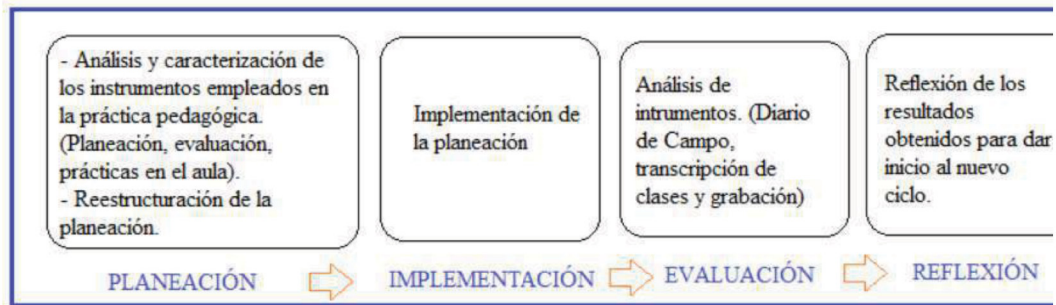 - Análisis y caracterización de
los instrumentos empleados en
la práctica pedagógica.
(Planeación, evaluación,
prácticas en el aula).
- Reestructuración de la
planeación.
Implementación de
la planeación
Análisis de
intrumentos. (Diario
de Campo,
transcripción de
clases y grabación)
Reflexión de los
resultados
obtenidos para dar
inicio al nuevo
ciclo.
PLANEACIÓN
IMPLEMENTACIÓN
EVALUACIÓN
REFLEXIÓN